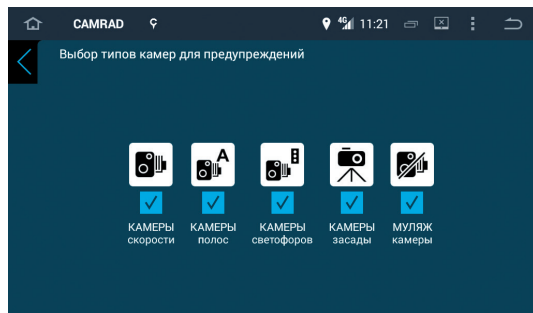 CAMRAD 4G 11:21
Выбор типов камер для предупреждений
A
КАМЕРЫ КАМЕРЫ КАМЕРЫ КАМЕРЫ МУЛЯЖ
скорости полос светофоров засады камеры